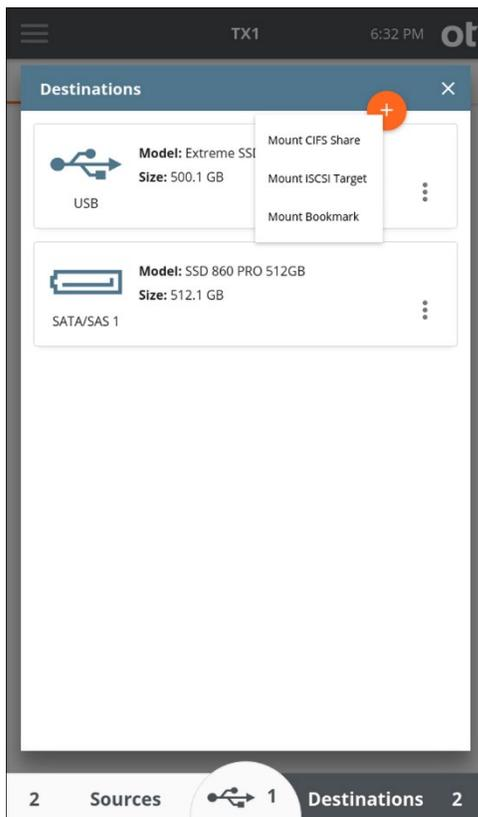 TX1
6:32 PM
ot
Destinations
Mount CIFS Share
Mount iSCSI Target
Mount Bookmark
Model: Extreme SSD
Size: 500.1 GB
USB
Model: SSD 860 PRO 512GB
Size: 512.1 GB
SATA/SAS 1
2 Sources
1
Destinations 2